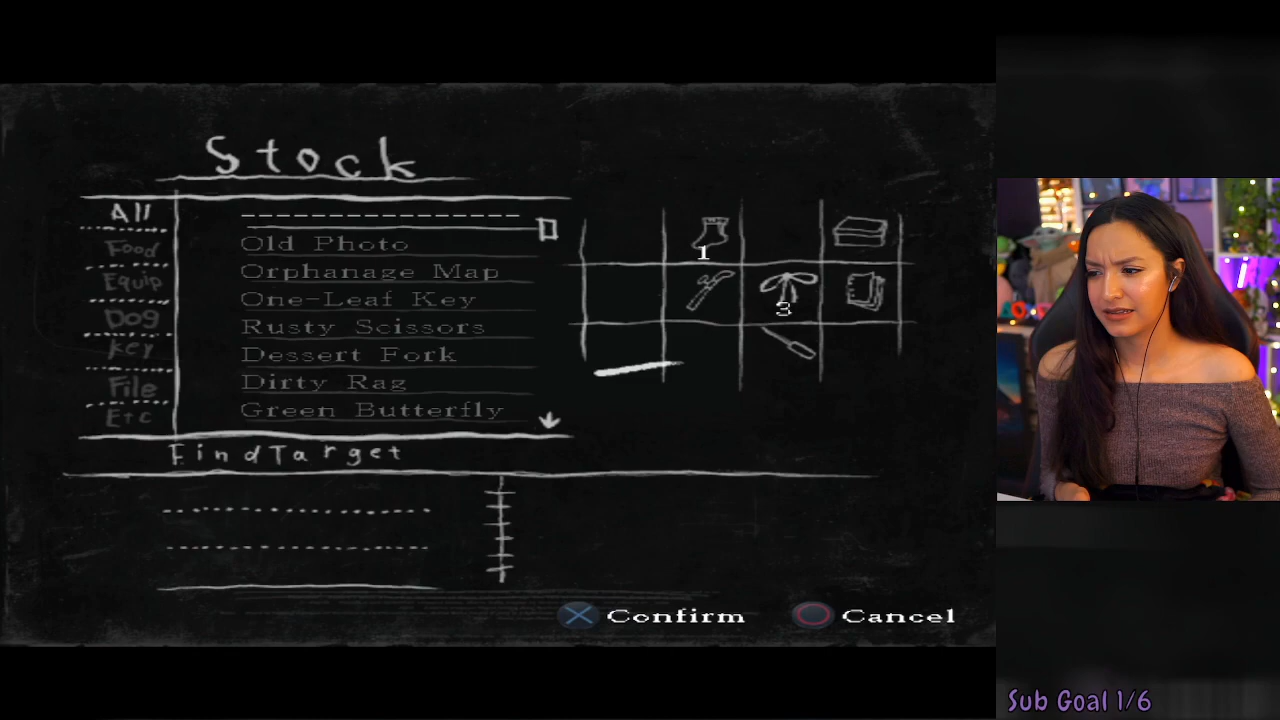 Stock
All
Food
Equip
Dog
Key
File
Etc
Old Photo
Orphanage Map
One-Leaf Key
Rusty Scissors
Dessert Fork
Dirty Rag
Green Butterfly
1
3
FindTarget
Confirm
Cancel
Sub Goal 1/6